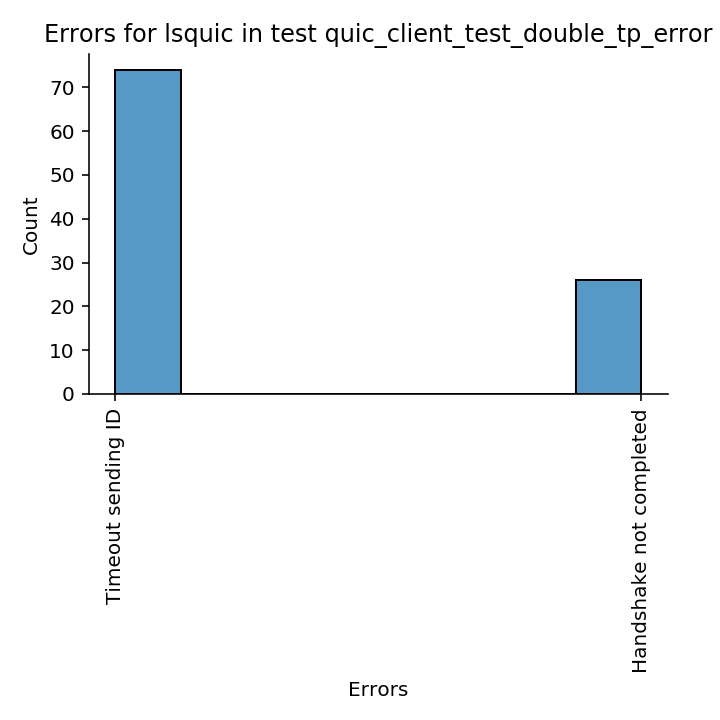 Errors for lsquic in test quic_client_test_double_tp_error
Count
70
60
50
40
30
20
10
0
Timeout sending ID
Handshake not completed
Errors